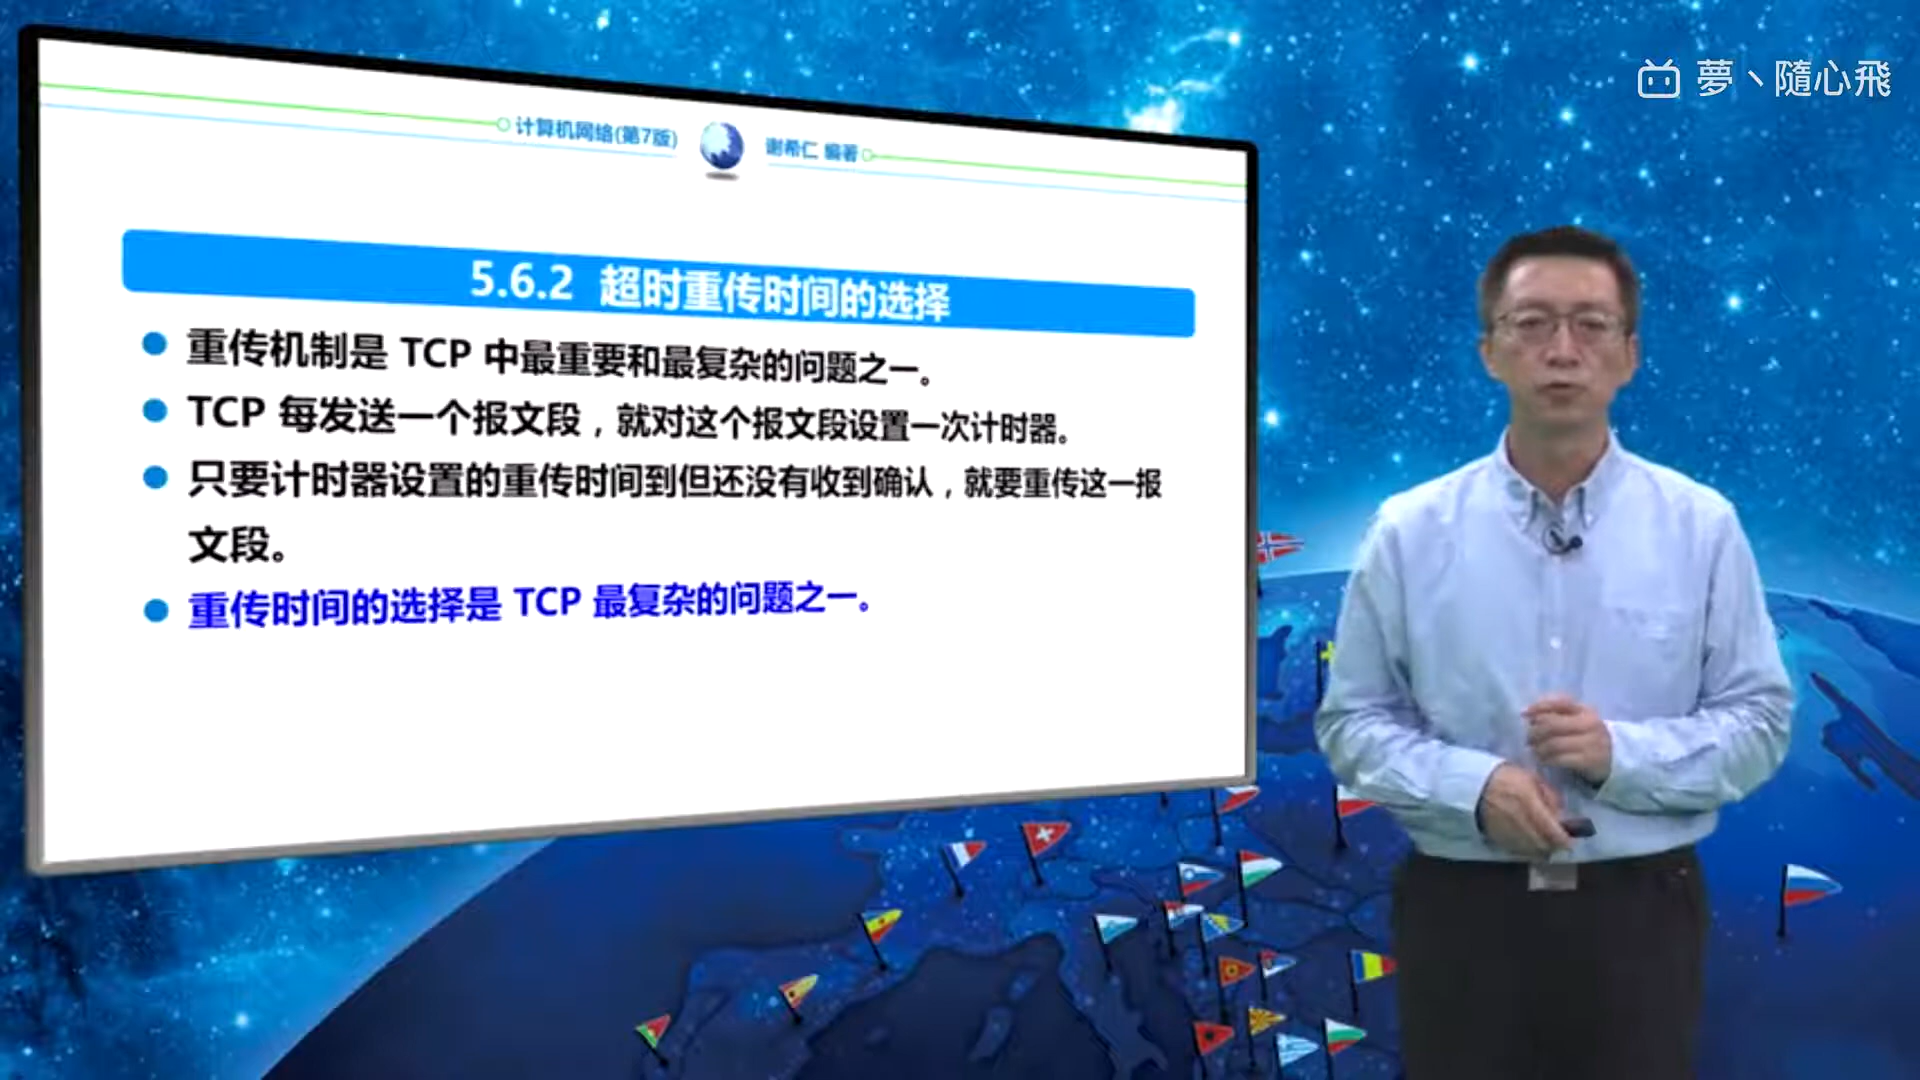 夢丶隨心飛
计算机网络(第7版)
谢希仁 编著
5.6.2 超时重传时间的选择
重传机制是 TCP 中最重要和最复杂的问题之一。
TCP 每发送一个报文段，就对这个报文段设置一次计时器。
只要计时器设置的重传时间到但还没有收到确认，就要重传这一报
文段。
重传时间的选择是 TCP 最复杂的问题之一。